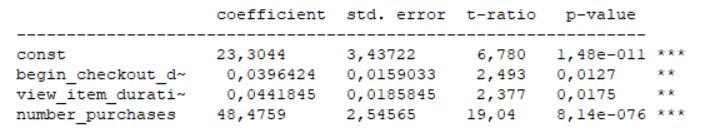 coefficient std. error t-ratio p-value
----------------------------------------------------------------
const 23,3044 3,43722 6,780 1,48e-011 ***
begin_checkout_d~ 0,0396424 0,0159033 2,493 0,0127 **
view_item_durati~ 0,0441845 0,0185845 2,377 0,0175 **
number_purchases 48,4759 2,54565 19,04 8,14e-076 ***